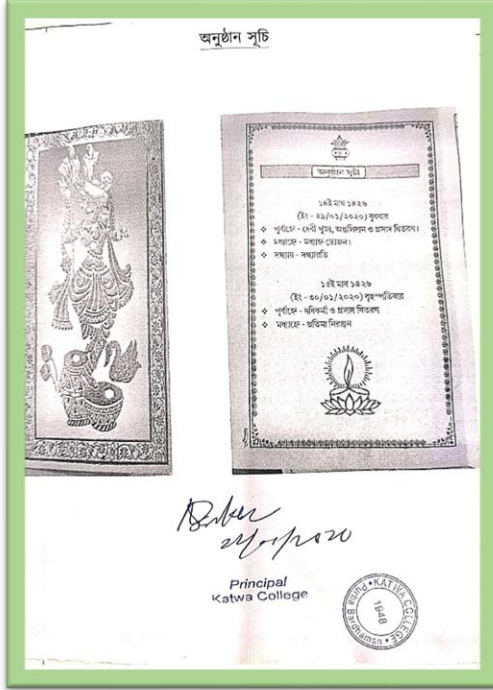 অনুষ্ঠান সূচি
অনুষ্ঠান সূচী
১৪ই মাঘ ১৪২৬
(ইং - ২৯/০১/২০২০) বুধবার
❖ পূর্বাহ্নে - দেবী পূজা, অঞ্জলিদান ও প্রসাদ বিতরণ।
❖ মধ্যাহ্নে - মধ্যাহ্ন ভোজন।
❖ সন্ধ্যায় - সন্ধ্যারতি
১৫ই মাঘ ১৪২৬
(ইং - ৩০/০১/২০২০) বৃহস্পতিবার
❖ পূর্বাহ্নে - দধিকর্মা ও প্রসাদ বিতরণ
❖ মধ্যাহ্নে - প্রতিমা নিরঞ্জন
Principal
Katwa College
KATWA COLLEGE
1948
Purba Bardhaman